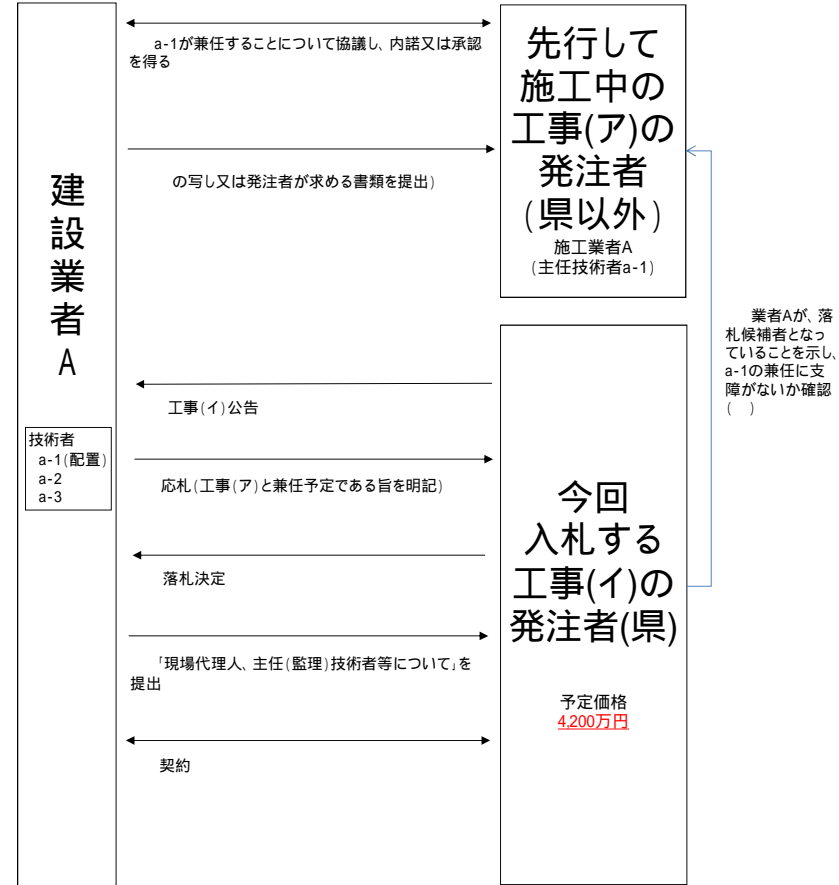 a-1が兼任することについて協議し、内諾又は承認
を得る
先行して
施工中の
工事(ア)の
発注者
(県以外)
施工業者A
(主任技術者a-1)
の写し又は発注者が求める書類を提出)
建
設
業
者
A
業者Aが、落
札候補者となっ
ていることを示し、
a-1の兼任に支
障がないか確認
(　)
工事(イ)公告
技術者
a-1(配置)
a-2
a-3
応札(工事(ア)と兼任予定である旨を明記)
今回
入札する
工事(イ)の
発注者(県)
落札決定
「現場代理人、主任(監理)技術者等について」を
提出
予定価格
4,200万円
契約